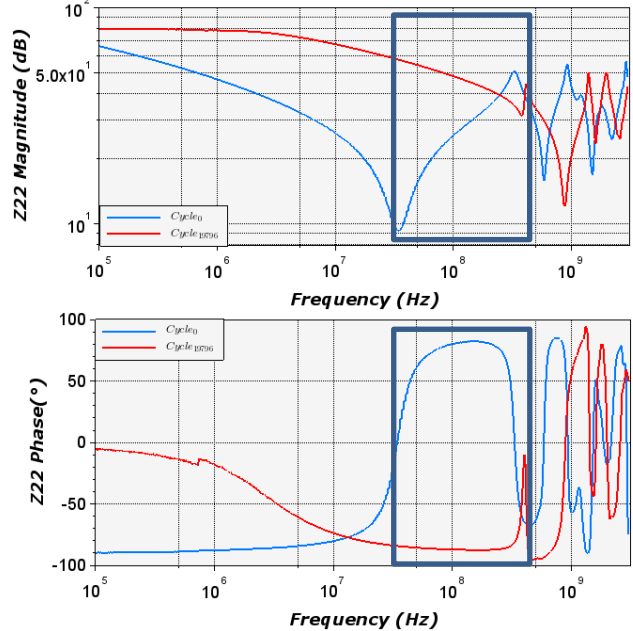 10²
5.0x10¹
10¹
Z22 Magnitude (dB)
Cycle₀
Cycle₁₉₇₉₆
10⁵ 10⁶ 10⁷ 10⁸ 10⁹
Frequency (Hz)
100
50
0
-50
-100
Z22 Phase(°)
Cycle₀
Cycle₁₉₇₉₆
10⁵ 10⁶ 10⁷ 10⁸ 10⁹
Frequency (Hz)